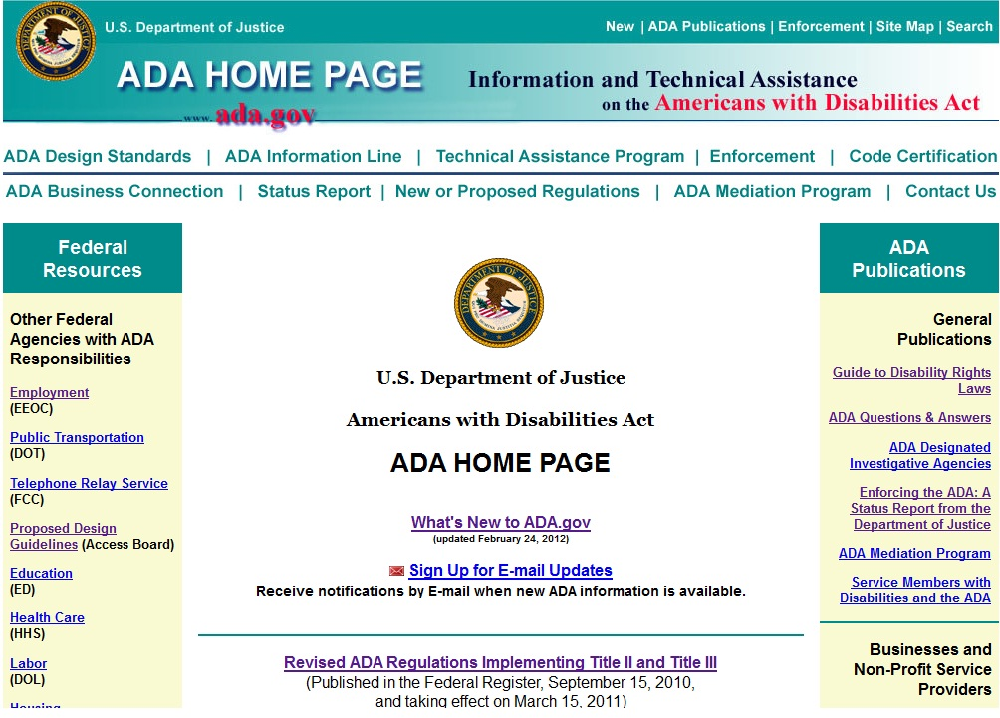 U.S. Department of Justice
New | ADA Publications | Enforcement | Site Map | Search
ADA HOME PAGE
www.ada.gov
Information and Technical Assistance
on the Americans with Disabilities Act
ADA Design Standards | ADA Information Line | Technical Assistance Program | Enforcement | Code Certification
ADA Business Connection | Status Report | New or Proposed Regulations | ADA Mediation Program | Contact Us
Federal
Resources
Other Federal
Agencies with ADA
Responsibilities
Employment
(EEOC)
Public Transportation
(DOT)
Telephone Relay Service
(FCC)
Proposed Design
Guidelines (Access Board)
Education
(ED)
Health Care
(HHS)
Labor
(DOL)
Housing
DEPARTMENT OF JUSTICE
U.S. Department of Justice
Americans with Disabilities Act
ADA HOME PAGE
What's New to ADA.gov
(updated February 24, 2012)
Sign Up for E-mail Updates
Receive notifications by E-mail when new ADA information is available.
Revised ADA Regulations Implementing Title II and Title III
(Published in the Federal Register, September 15, 2010,
and taking effect on March 15, 2011)
ADA
Publications
General
Publications
Guide to Disability Rights
Laws
ADA Questions & Answers
ADA Designated
Investigative Agencies
Enforcing the ADA: A
Status Report from the
Department of Justice
ADA Mediation Program
Service Members with
Disabilities and the ADA
Businesses and
Non-Profit Service
Providers